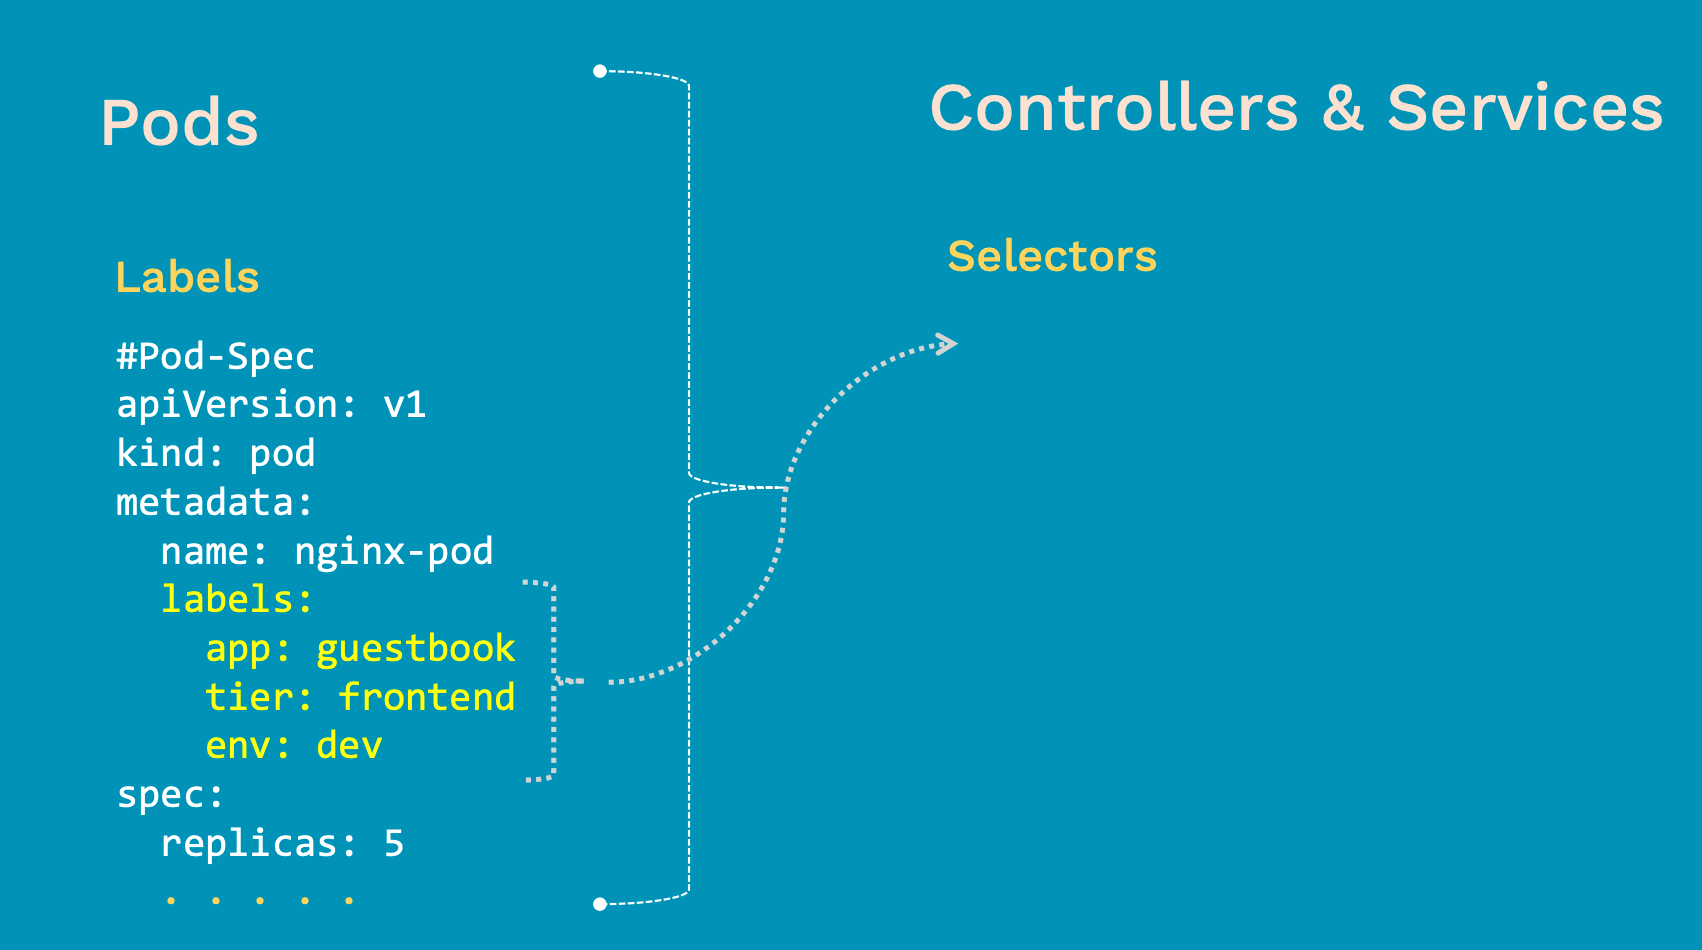 Pods
Labels
#Pod-Spec
apiVersion: v1
kind: pod
metadata:
  name: nginx-pod
  labels:
    app: guestbook
    tier: frontend
    env: dev
spec:
  replicas: 5
  . . . . .
Controllers & Services
Selectors